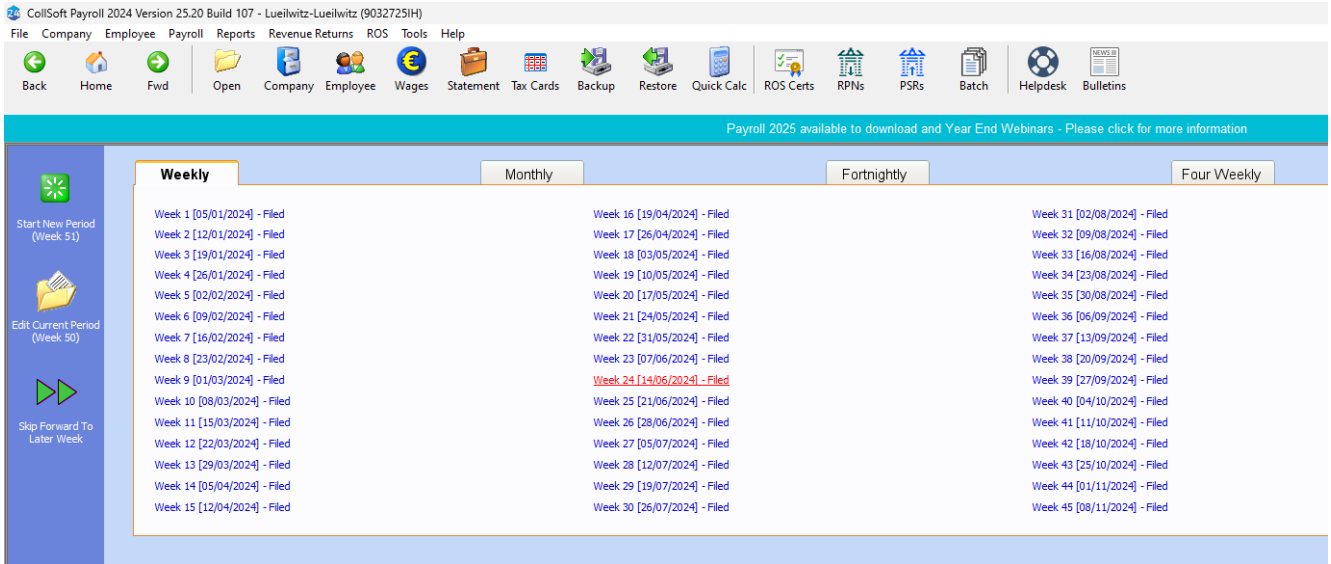 24 CollSoft Payroll 2024 Version 25.20 Build 107 - Lueilwitz-Lueilwitz (9032725IH)
File Company Employee Payroll Reports Revenue Returns ROS Tools Help
Back Home Fwd Open Company Employee Wages Statement Tax Cards Backup Restore Quick Calc ROS Certs RPNs PSRs Batch Helpdesk NEWS Bulletins
Payroll 2025 available to download and Year End Webinars - Please click for more information
Start New Period
(Week 51)
Edit Current Period
(Week 50)
Skip Forward To
Later Week
Weekly Monthly Fortnightly Four Weekly
Week 1 [05/01/2024] - Filed
Week 2 [12/01/2024] - Filed
Week 3 [19/01/2024] - Filed
Week 4 [26/01/2024] - Filed
Week 5 [02/02/2024] - Filed
Week 6 [09/02/2024] - Filed
Week 7 [16/02/2024] - Filed
Week 8 [23/02/2024] - Filed
Week 9 [01/03/2024] - Filed
Week 10 [08/03/2024] - Filed
Week 11 [15/03/2024] - Filed
Week 12 [22/03/2024] - Filed
Week 13 [29/03/2024] - Filed
Week 14 [05/04/2024] - Filed
Week 15 [12/04/2024] - Filed
Week 16 [19/04/2024] - Filed
Week 17 [26/04/2024] - Filed
Week 18 [03/05/2024] - Filed
Week 19 [10/05/2024] - Filed
Week 20 [17/05/2024] - Filed
Week 21 [24/05/2024] - Filed
Week 22 [31/05/2024] - Filed
Week 23 [07/06/2024] - Filed
Week 24 [14/06/2024] - Filed
Week 25 [21/06/2024] - Filed
Week 26 [28/06/2024] - Filed
Week 27 [05/07/2024] - Filed
Week 28 [12/07/2024] - Filed
Week 29 [19/07/2024] - Filed
Week 30 [26/07/2024] - Filed
Week 31 [02/08/2024] - Filed
Week 32 [09/08/2024] - Filed
Week 33 [16/08/2024] - Filed
Week 34 [23/08/2024] - Filed
Week 35 [30/08/2024] - Filed
Week 36 [06/09/2024] - Filed
Week 37 [13/09/2024] - Filed
Week 38 [20/09/2024] - Filed
Week 39 [27/09/2024] - Filed
Week 40 [04/10/2024] - Filed
Week 41 [11/10/2024] - Filed
Week 42 [18/10/2024] - Filed
Week 43 [25/10/2024] - Filed
Week 44 [01/11/2024] - Filed
Week 45 [08/11/2024] - Filed